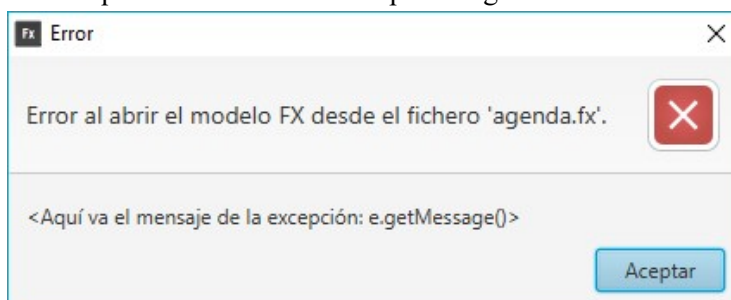 Fx Error
Error al abrir el modelo FX desde el fichero 'agenda.fx'.
<Aquí va el mensaje de la excepción: e.getMessage()>
Aceptar